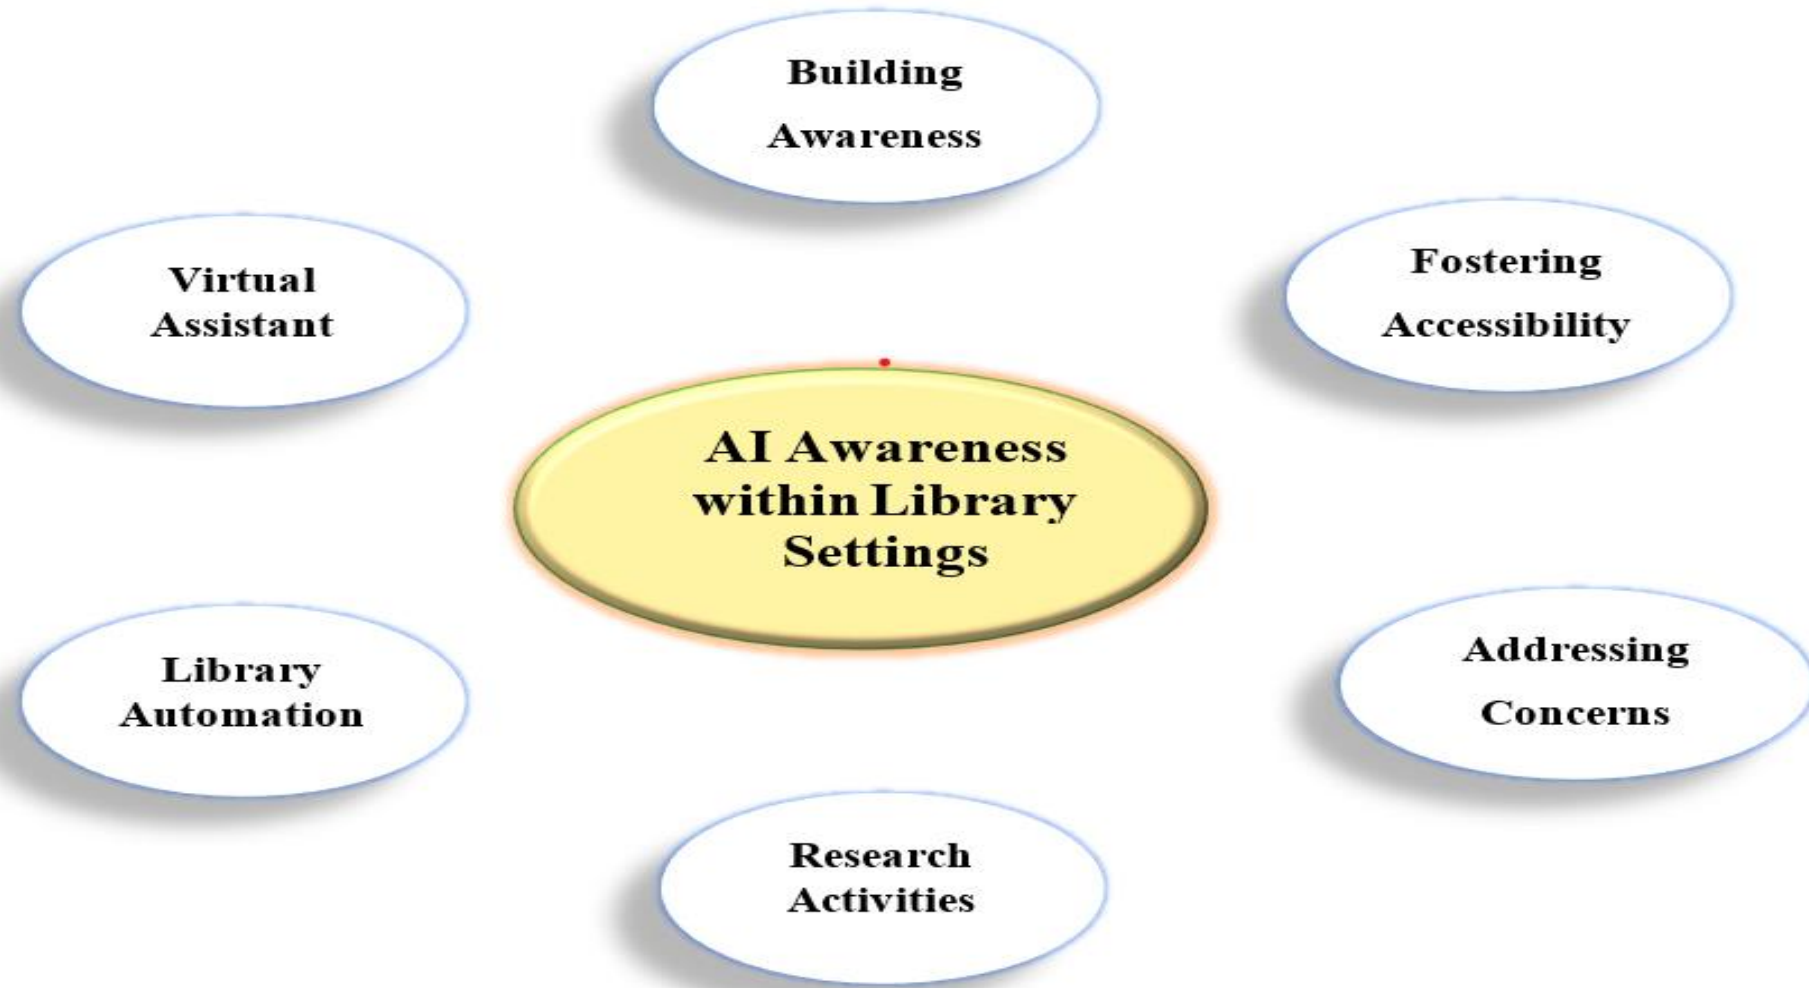 Building
Awareness
Virtual
Assistant
Fostering
Accessibility
AI Awareness
within Library
Settings
Library
Automation
Addressing
Concerns
Research
Activities